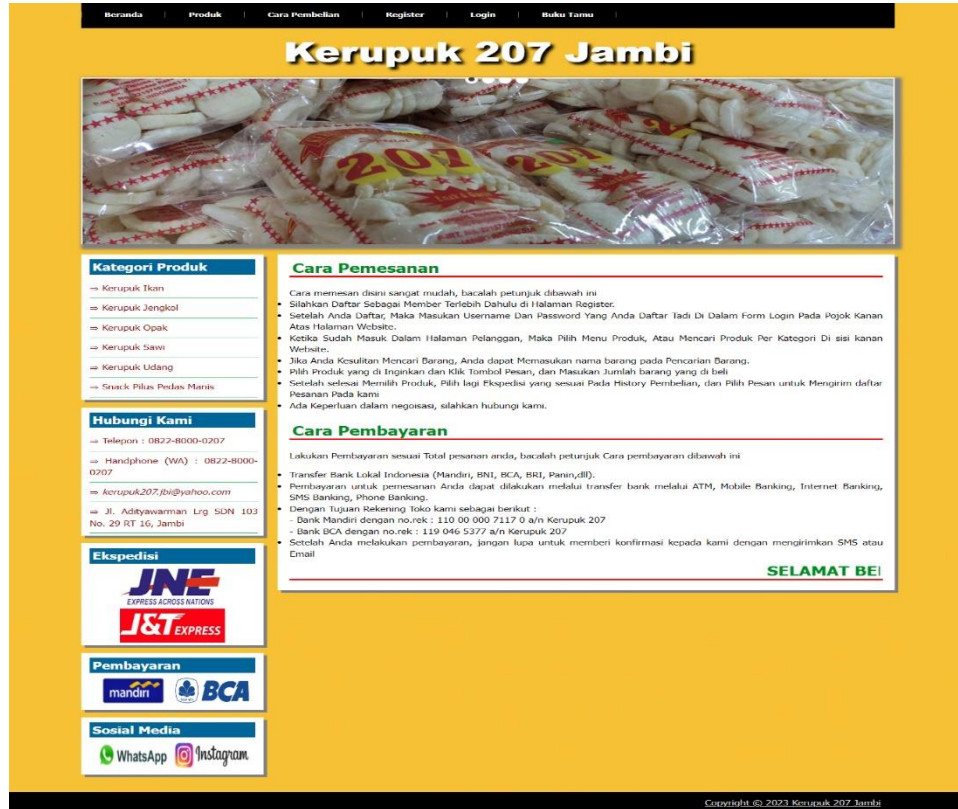 Beranda | Produk | Cara Pembelian | Register | Login | Buku Tamu |
Kerupuk 207 Jambi
207
207
Kategori Produk
⇒ Kerupuk Ikan
⇒ Kerupuk Jengkol
⇒ Kerupuk Opak
⇒ Kerupuk Sawi
⇒ Kerupuk Udang
⇒ Snack Pilus Pedas Manis
Hubungi Kami
⇒ Telepon : 0822-8000-0207
⇒ Handphone (WA) : 0822-8000-
0207
⇒ kerupuk207.jbi@yahoo.com
⇒ Jl. Adityawarman Lrg SDN 103
No. 29 RT 16, Jambi
Ekspedisi
JNE
EXPRESS ACROSS NATIONS
J&T EXPRESS
Pembayaran
mandiri BCA
Sosial Media
WhatsApp Instagram
Cara Pemesanan
Cara memesan disini sangat mudah, bacalah petunjuk dibawah ini
• Silahkan Daftar Sebagai Member Terlebih Dahulu di Halaman Register.
• Setelah Anda Daftar, Maka Masukan Username Dan Password Yang Anda Daftar Tadi Di Dalam Form Login Pada Pojok Kanan
Atas Halaman Website.
• Ketika Sudah Masuk Dalam Halaman Pelanggan, Maka Pilih Menu Produk, Atau Mencari Produk Per Kategori Di sisi kanan
Website.
• Jika Anda Kesulitan Mencari Barang, Anda dapat Memasukan nama barang pada Pencarian Barang.
• Pilih Produk yang di Inginkan dan Klik Tombol Pesan, dan Masukan Jumlah barang yang di beli
• Setelah selesai Memilih Produk, Pilih lagi Ekspedisi yang sesuai Pada History Pembelian, dan Pilih Pesan untuk Mengirim daftar
Pesanan Pada kami
• Ada Keperluan dalam negoisasi, silahkan hubungi kami.
Cara Pembayaran
Lakukan Pembayaran sesuai Total pesanan anda, bacalah petunjuk Cara pembayaran dibawah ini
• Transfer Bank Lokal Indonesia (Mandiri, BNI, BCA, BRI, Panin,dll).
• Pembayaran untuk pemesanan Anda dapat dilakukan melalui transfer bank melalui ATM, Mobile Banking, Internet Banking,
SMS Banking, Phone Banking.
• Dengan Tujuan Rekening Toko kami sebagai berikut :
- Bank Mandiri dengan no.rek : 110 00 000 7117 0 a/n Kerupuk 207
- Bank BCA dengan no.rek : 119 046 5377 a/n Kerupuk 207
• Setelah Anda melakukan pembayaran, jangan lupa untuk memberi konfirmasi kepada kami dengan mengirimkan SMS atau
Email
SELAMAT BE
Copyright © 2023 Kerupuk 207 Jambi